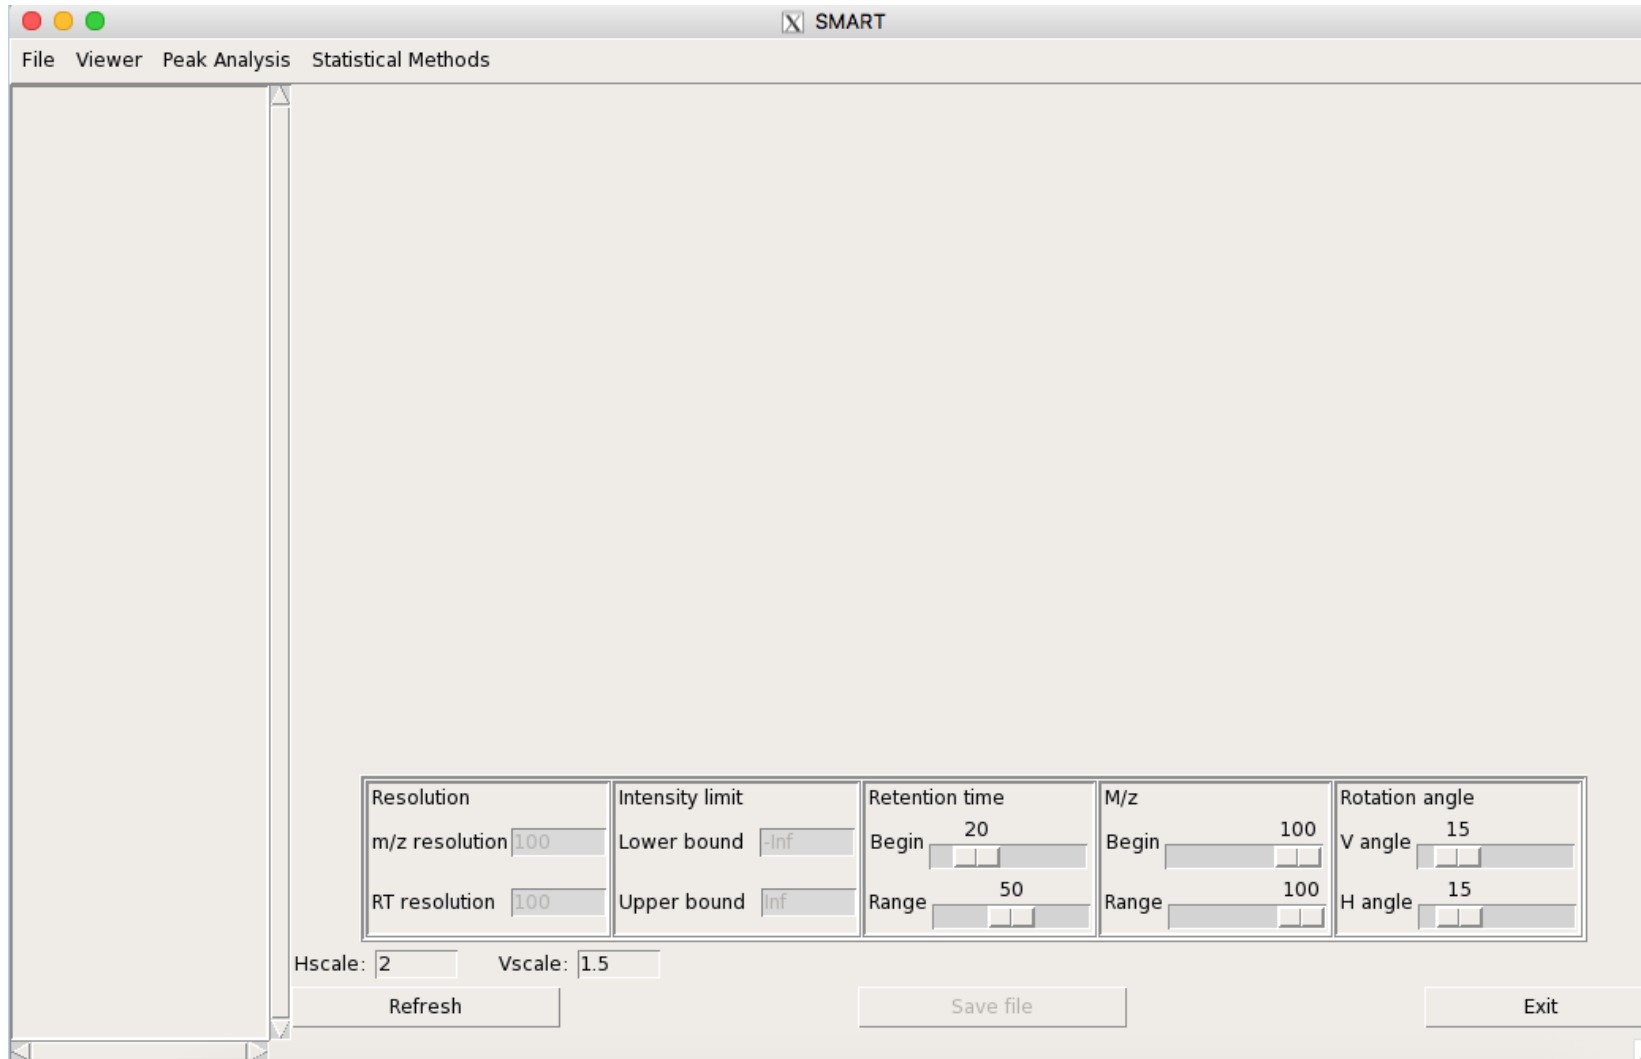 SMART
File Viewer Peak Analysis Statistical Methods
Resolution
m/z resolution 100
RT resolution 100
Intensity limit
Lower bound -Inf
Upper bound Inf
Retention time
20
Begin
50
Range
M/z
100
Begin
100
Range
Rotation angle
15
V angle
15
H angle
Hscale: 2 Vscale: 1.5
Refresh Save file Exit